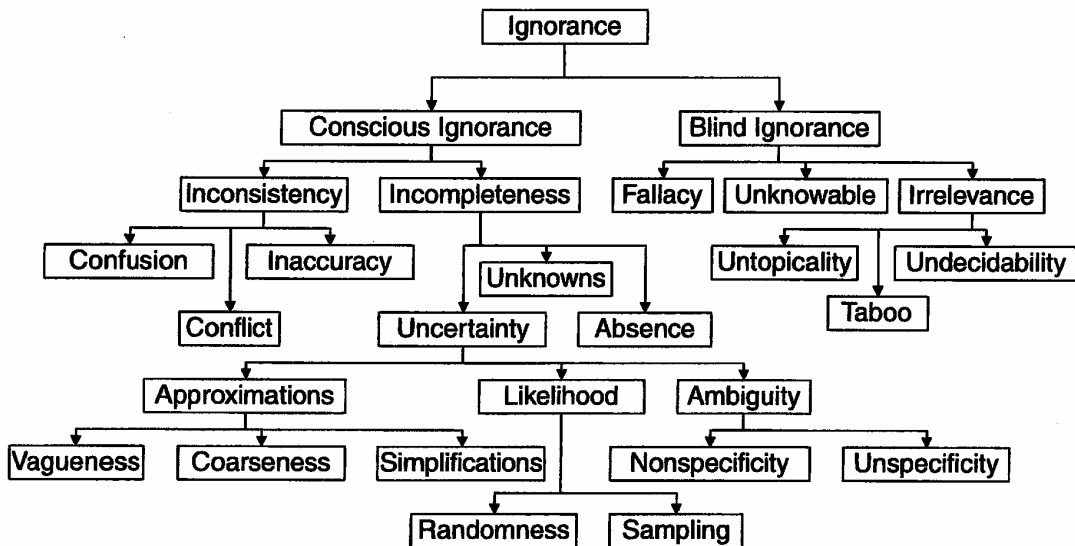 Ignorance
Conscious Ignorance
Blind Ignorance
Inconsistency
Incompleteness
Fallacy
Unknowable
Irrelevance
Confusion
Inaccuracy
Unknowns
Untopicality
Undecidability
Conflict
Uncertainty
Absence
Taboo
Approximations
Likelihood
Ambiguity
Vagueness
Coarseness
Simplifications
Nonspecificity
Unspecificity
Randomness
Sampling